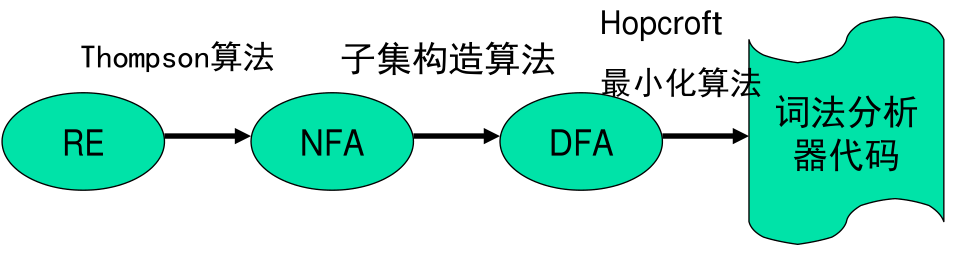 Thompson算法
子集构造算法
Hopcroft
最小化算法
RE
NFA
DFA
词法分析
器代码